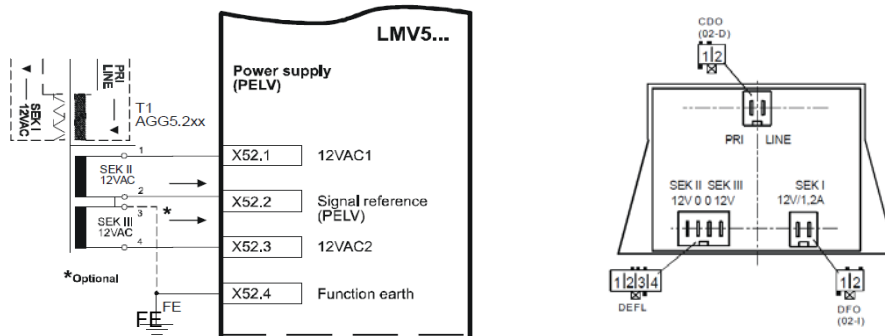 LMV5...
Power supply
(PELV)
SEK I
12VAC
PRI
LINE
T1
AGG5.2xx
1
SEK II
12VAC
2
3
SEK III
12VAC
4
*
*Optional
X52.1
12VAC1
X52.2
Signal reference
(PELV)
X52.3
12VAC2
X52.4
Function earth
FE
FE
CDO
(02-D)
1 2
PRI LINE
SEK II SEK III
12V 0 0 12V
SEK I
12V/1,2A
1 2 3 4
DEFL
1 2
DFO
(02-I)